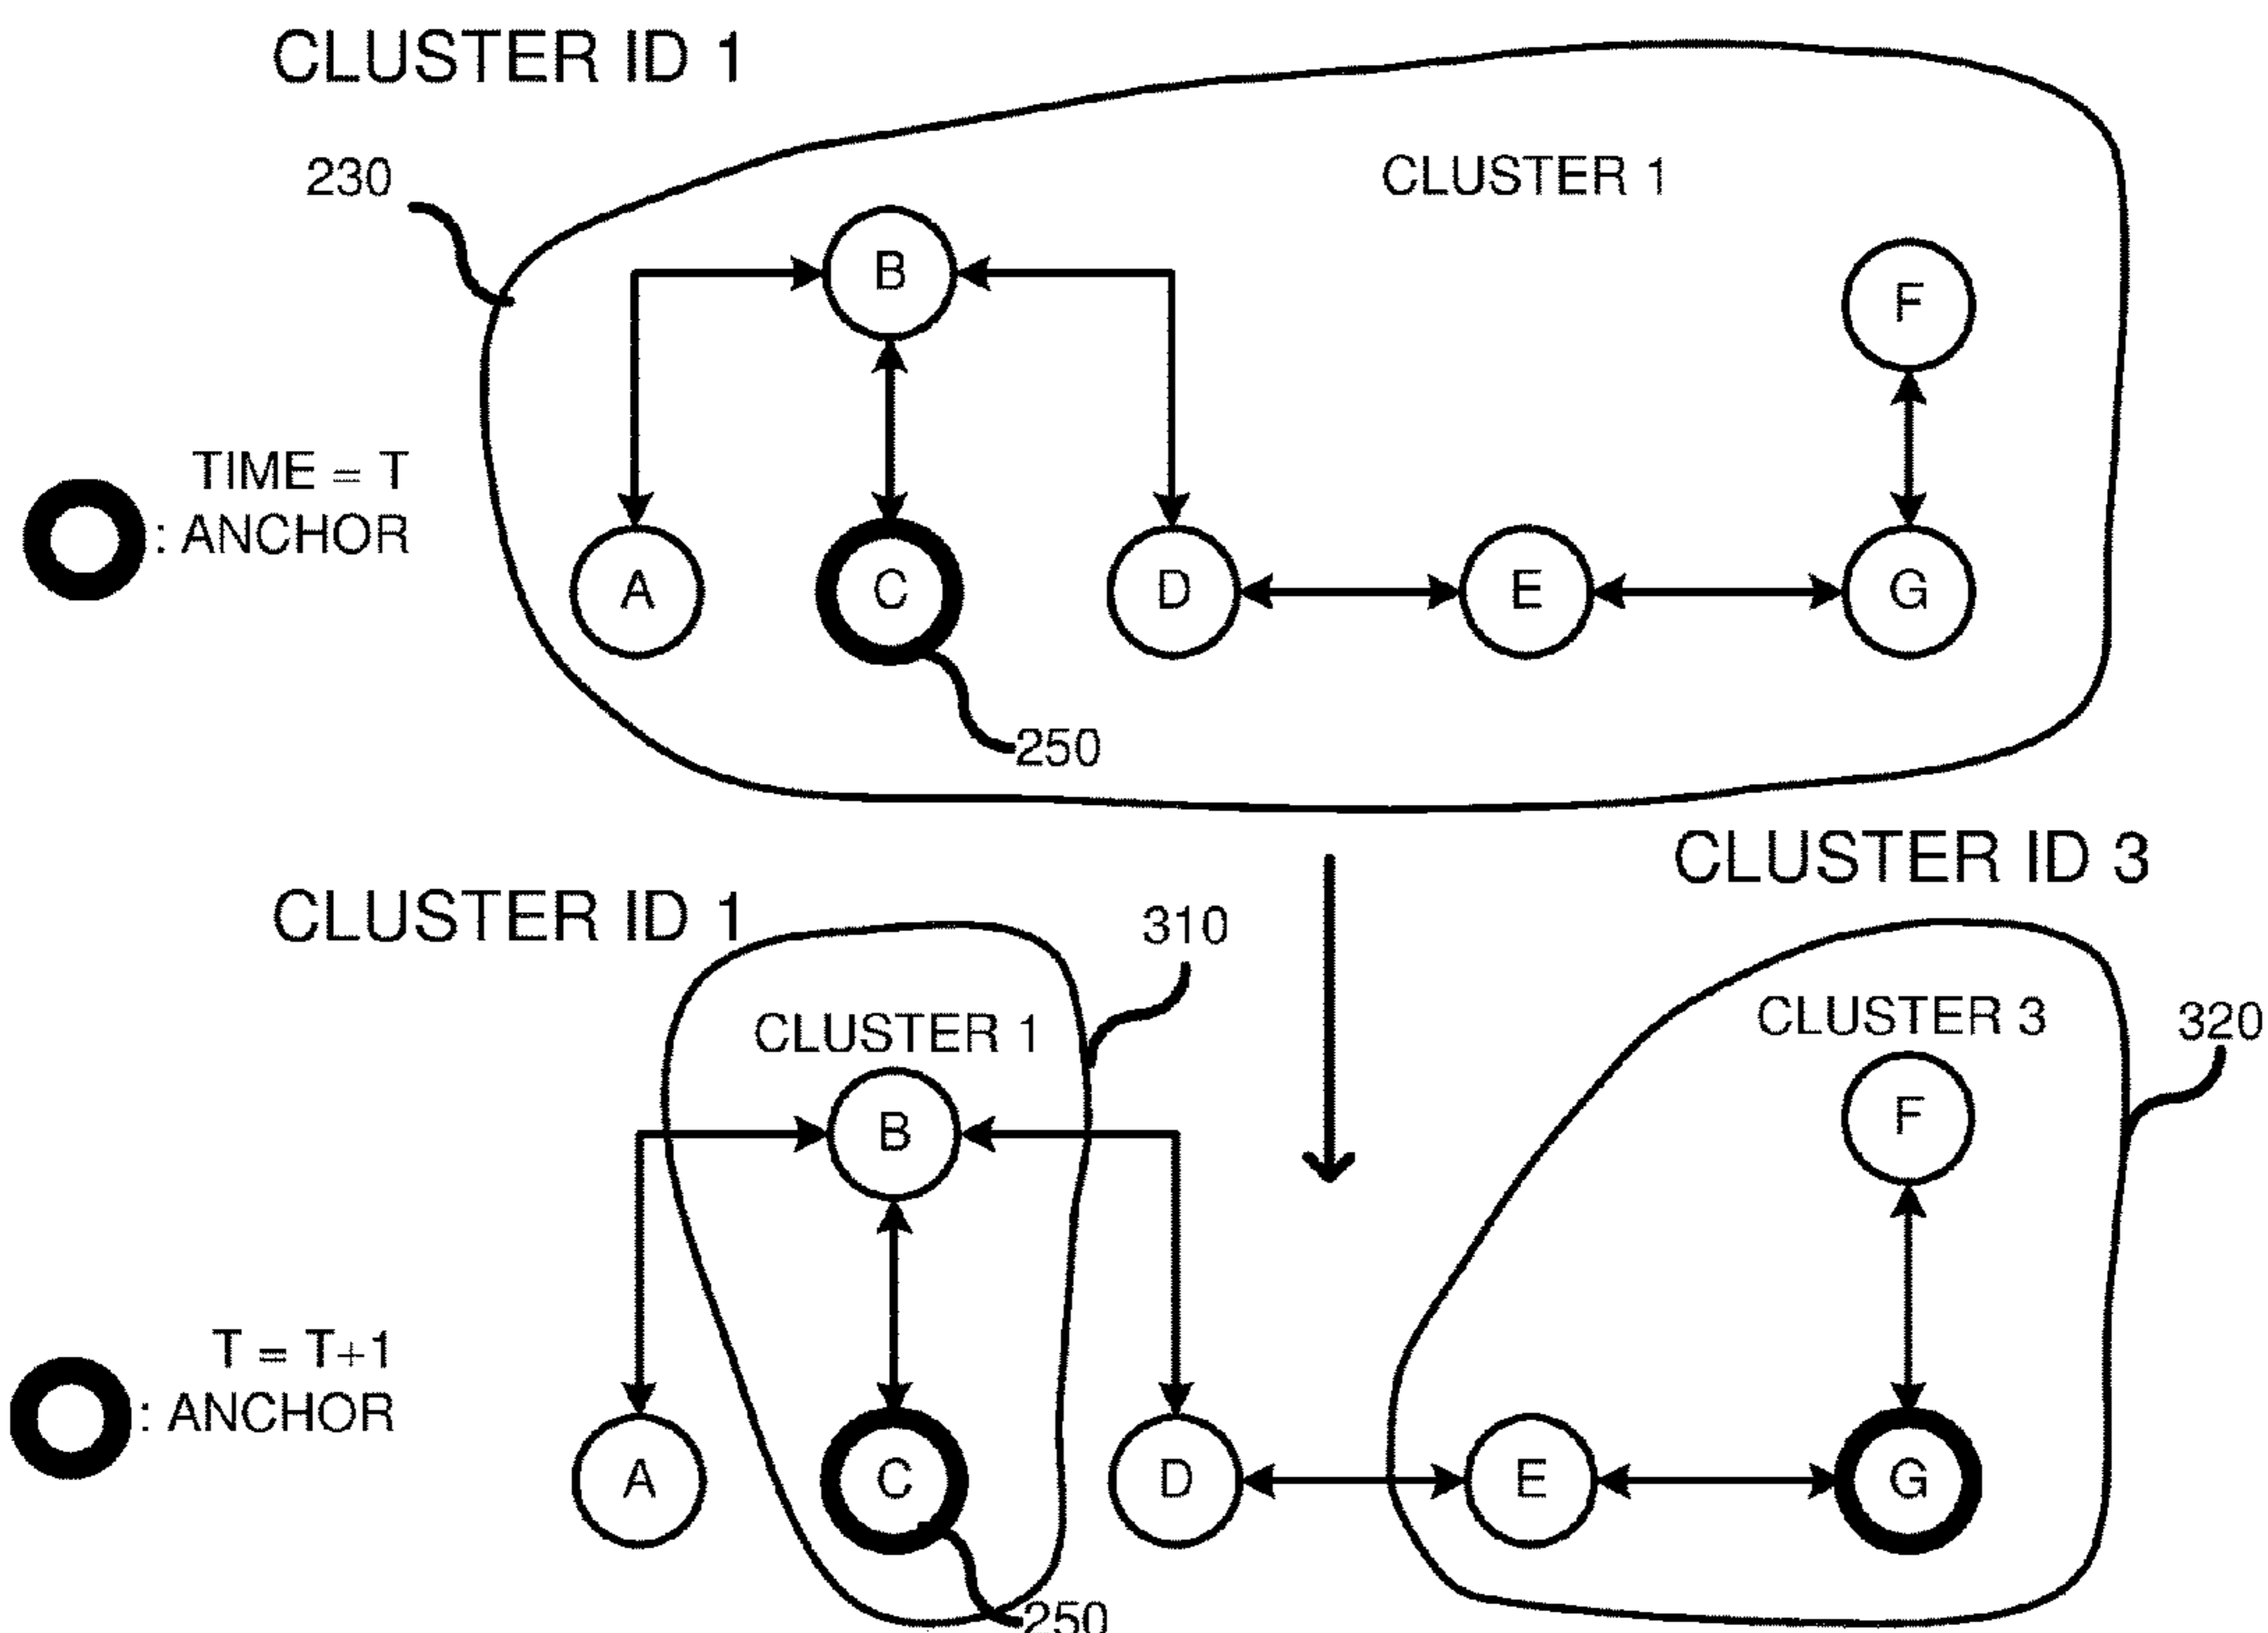 CLUSTER ID 1
230
CLUSTER 1
B
F
TIME = T
: ANCHOR
A
C
D
E
G
250
CLUSTER ID 3
CLUSTER ID 1
310
CLUSTER 3
320
CLUSTER 1
B
F
T = T+1
: ANCHOR
A
C
D
E
G
250